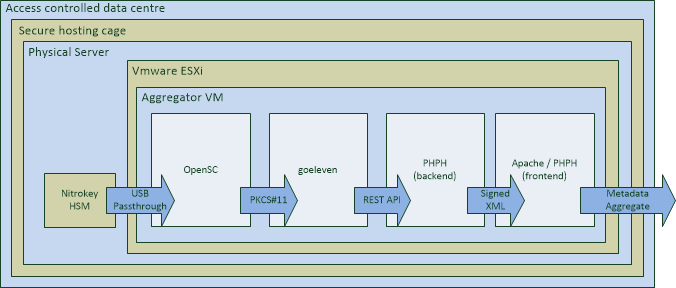 Access controlled data centre
Secure hosting cage
Physical Server
Vmware ESXi
Aggregator VM
OpenSC
goeleven
PHPH
(backend)
Apache / PHPH
(frontend)
Nitrokey
HSM
USB
Passthrough
PKCS#11
REST API
Signed
XML
Metadata
Aggregate